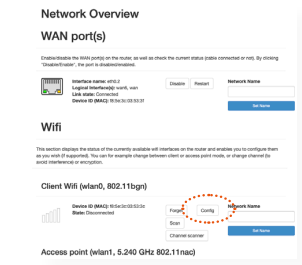 Network Overview
WAN port(s)
Enable/disable the WAN port(s) on the router, as well as check the current status (cable connected or not). By clicking
"Disable/Enable", the port is disabled/enabled.
Interface name: eth0.2 Disable Restart Network Name
Logical Interface(s): wan6, wan
Link state: Connected
Device ID (MAC): Set Name
Wifi
This section displays the status of the currently available wifi interfaces on the router and enables you to configure them
as you wish (if supported). You can for example change between client or access point mode, or change channel (to
avoid interference) or encryption.
Client Wifi (wlan0, 802.11bgn)
Device ID (MAC): Forget Config Network Name
State: Disconnected
Scan Set Name
Channel scanner
Access point (wlan1, 5.240 GHz 802.11nac)